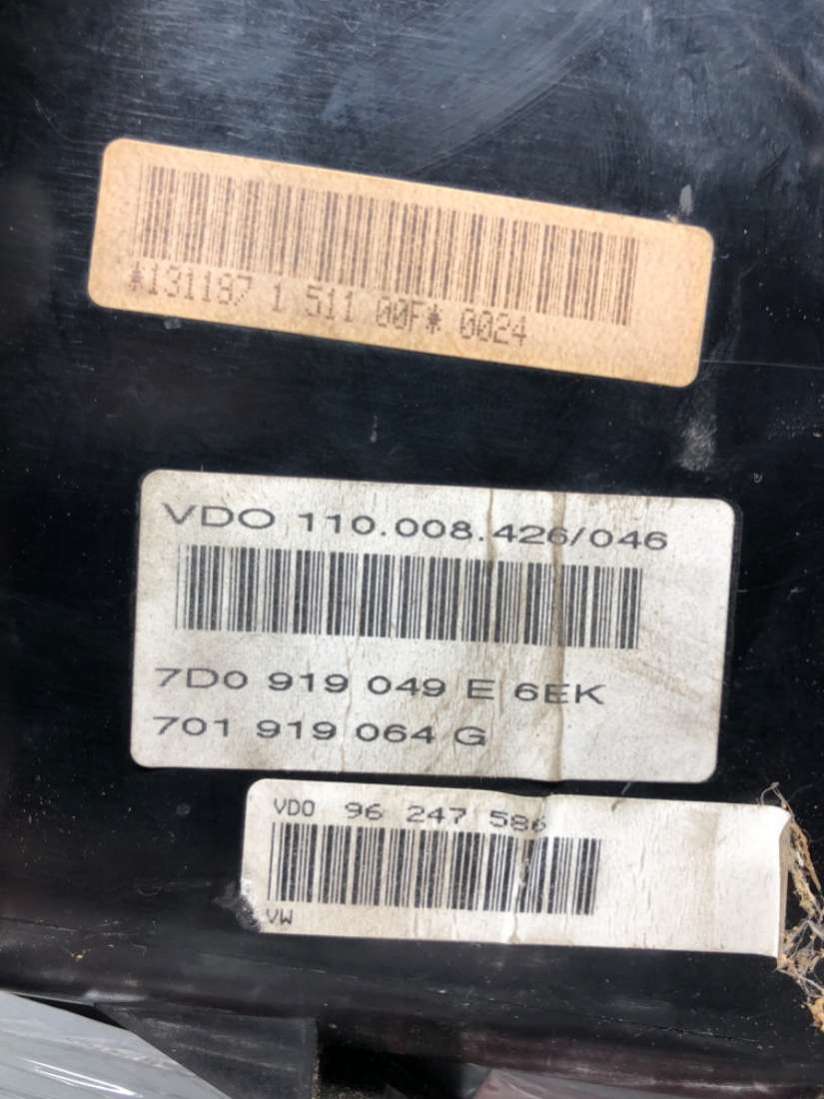 *131187 1 511 00F* 0024
VDO 110.008.426/046
7D0 919 049 E 6EK
701 919 064 G
VDO 96 247 586
VW